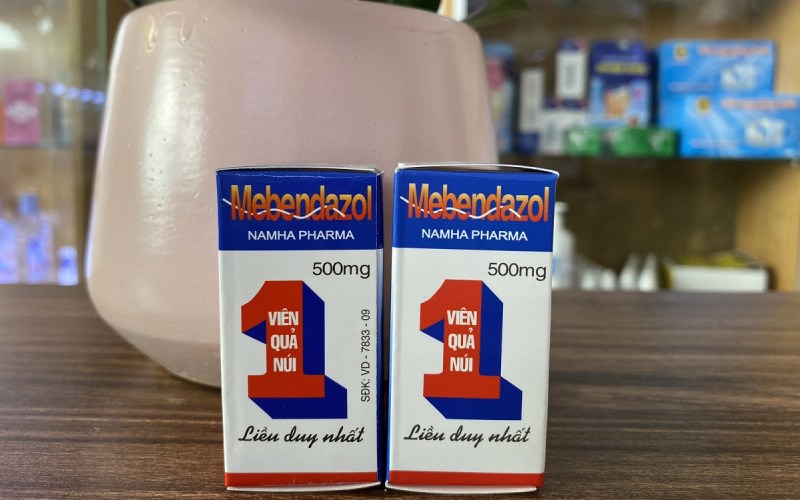 Mebendazol
NAMHA PHARMA
500mg
1
VIÊN
QUẢ
NÚI
SĐK: VD - 7833 - 09
Liều duy nhất
Mebendazol
NAMHA PHARMA
500mg
1
VIÊN
QUẢ
NÚI
Liều duy nhất